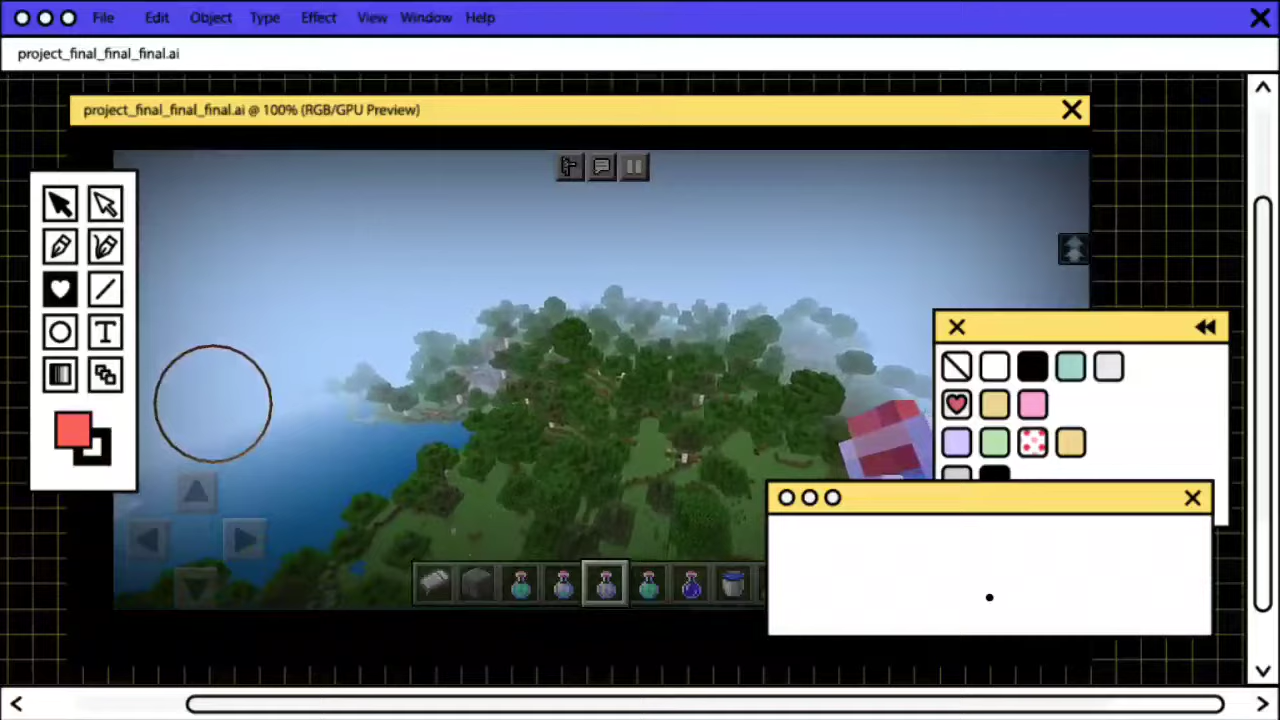 File Edit Object Type Effect View Window Help
project_final_final_final.ai
project_final_final_final.ai @ 100% (RGB/GPU Preview)
T